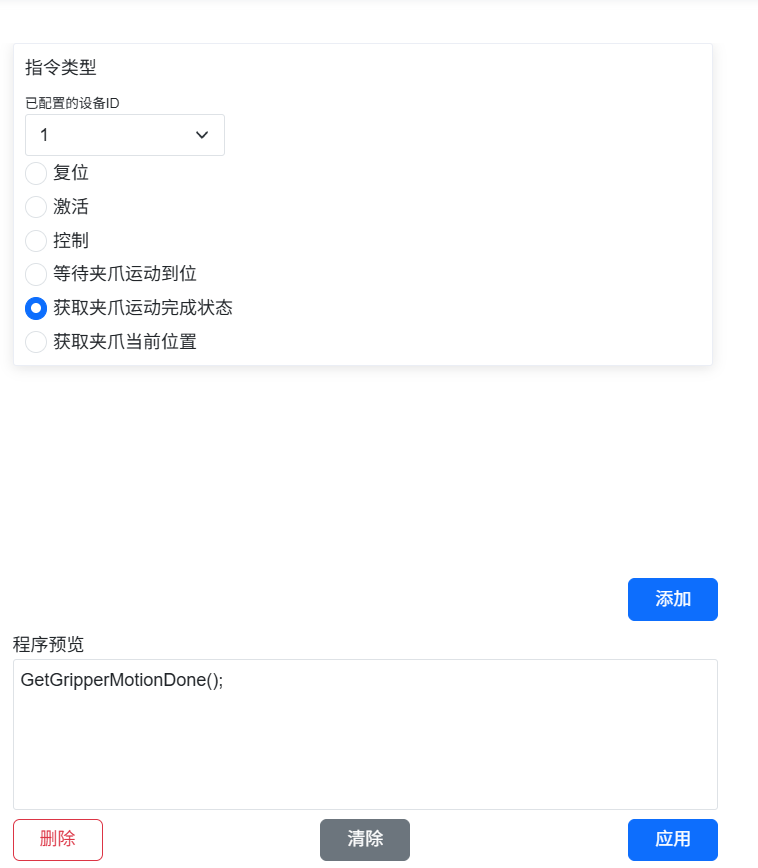 指令类型
已配置的设备ID
1
复位
激活
控制
等待夹爪运动到位
获取夹爪运动完成状态
获取夹爪当前位置
添加
程序预览
GetGripperMotionDone();
删除
清除
应用